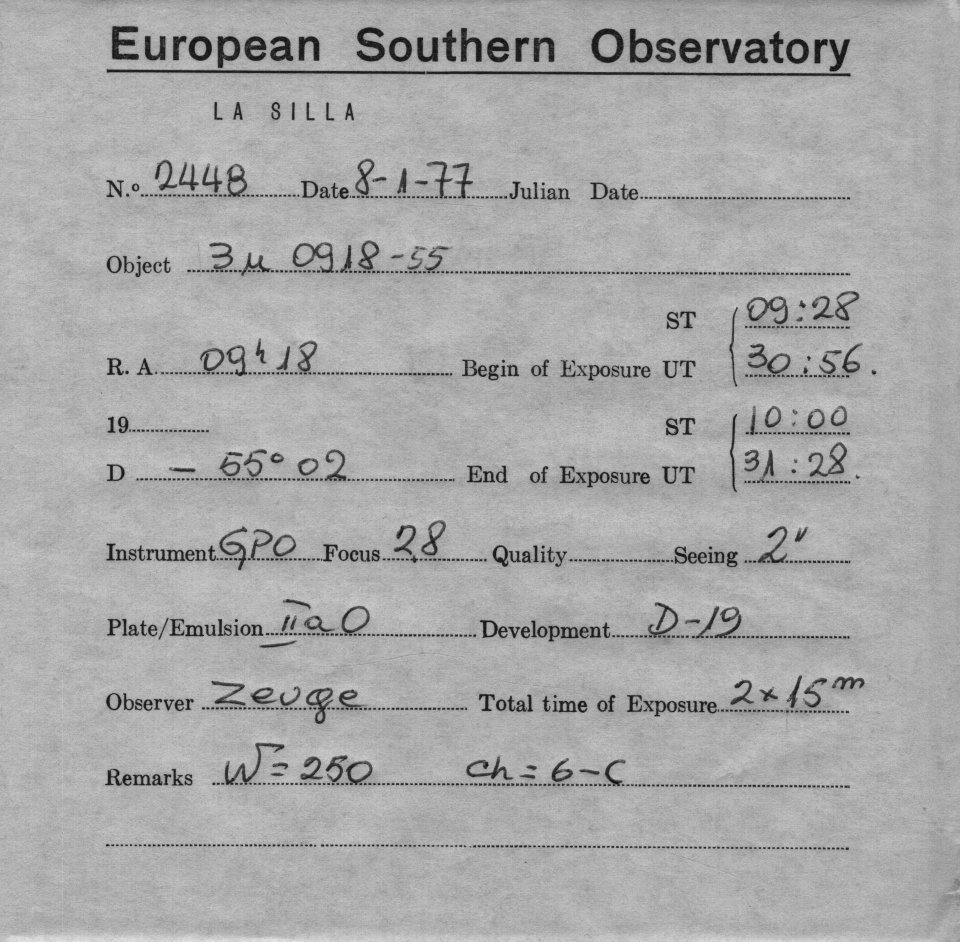 European Southern Observatory
LA SILLA
N.º 2448 Date 8-1-77 Julian Date
Object 3µ 0918-55
ST 09:28
R. A. 09h 18 Begin of Exposure UT 30:56.
19 ST 10:00
D - 55° 02 End of Exposure UT 31:28.
Instrument GPO Focus 28 Quality Seeing 2"
Plate/Emulsion IIaO Development D-19
Observer Zeuge Total time of Exposure 2x15m
Remarks W=250 ch=6-C